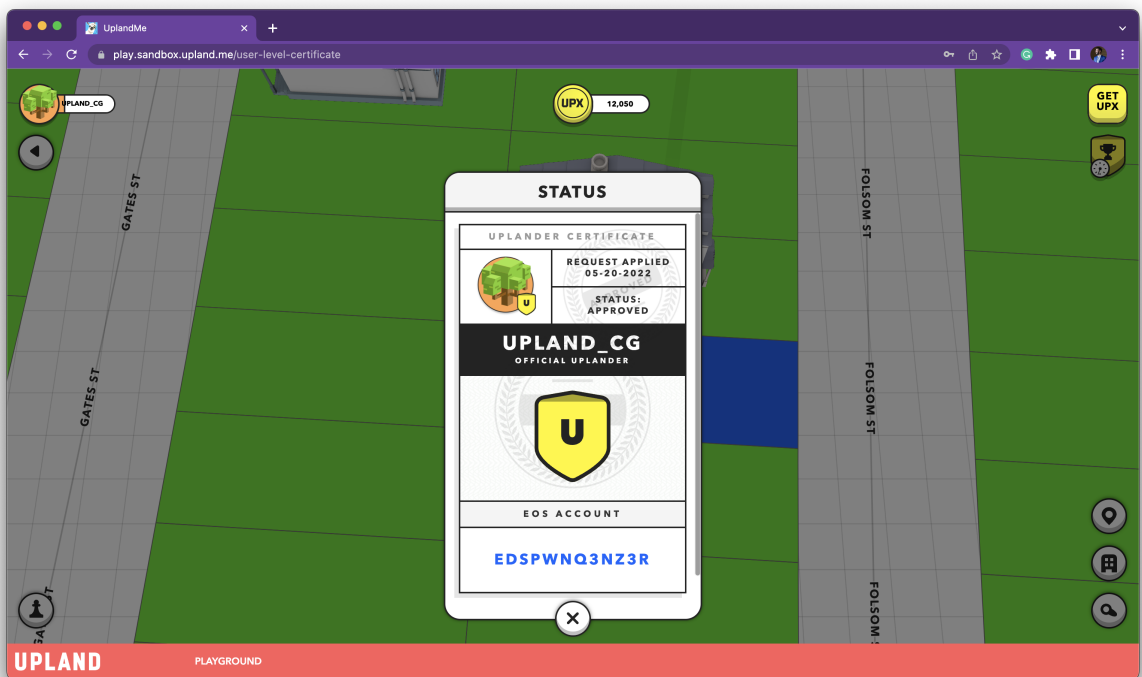 UplandMe
play.sandbox.upland.me/user-level-certificate
UPLAND_CG
UPX
12,050
GET
UPX
GATES ST
FOLSOM ST
STATUS
UPLANDER CERTIFICATE
REQUEST APPLIED
05-20-2022
APPROVED
STATUS:
APPROVED
U
UPLAND_CG
OFFICIAL UPLANDER
U
GATES ST
FOLSOM ST
EOS ACCOUNT
EDSPWNQ3NZ3R
FOLSOM S
UPLAND
PLAYGROUND